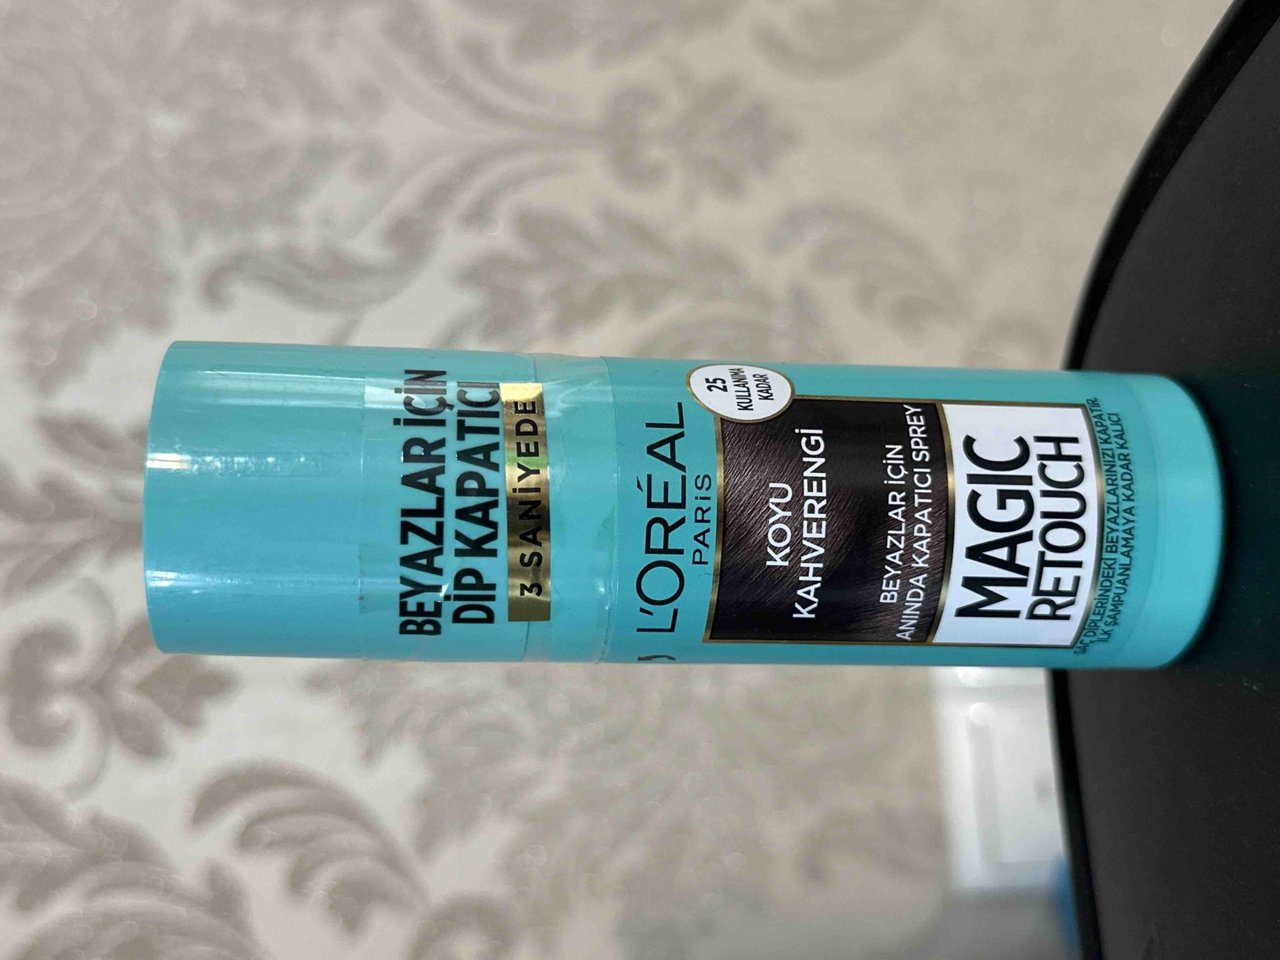 BEYAZLAR İÇİN
DİP KAPATICI
3 SANİYEDE
L'ORÉAL
PARiS
25
KULLANIMA
KADAR
KOYU
KAHVERENGİ
BEYAZLAR İÇİN
ANINDA KAPATICI SPREY
MAGIC
RETOUCH
SAÇ DİPLERİNDEKİ BEYAZLARINIZI KAPATIR
İLK ŞAMPUANLAMAYA KADAR KALICI